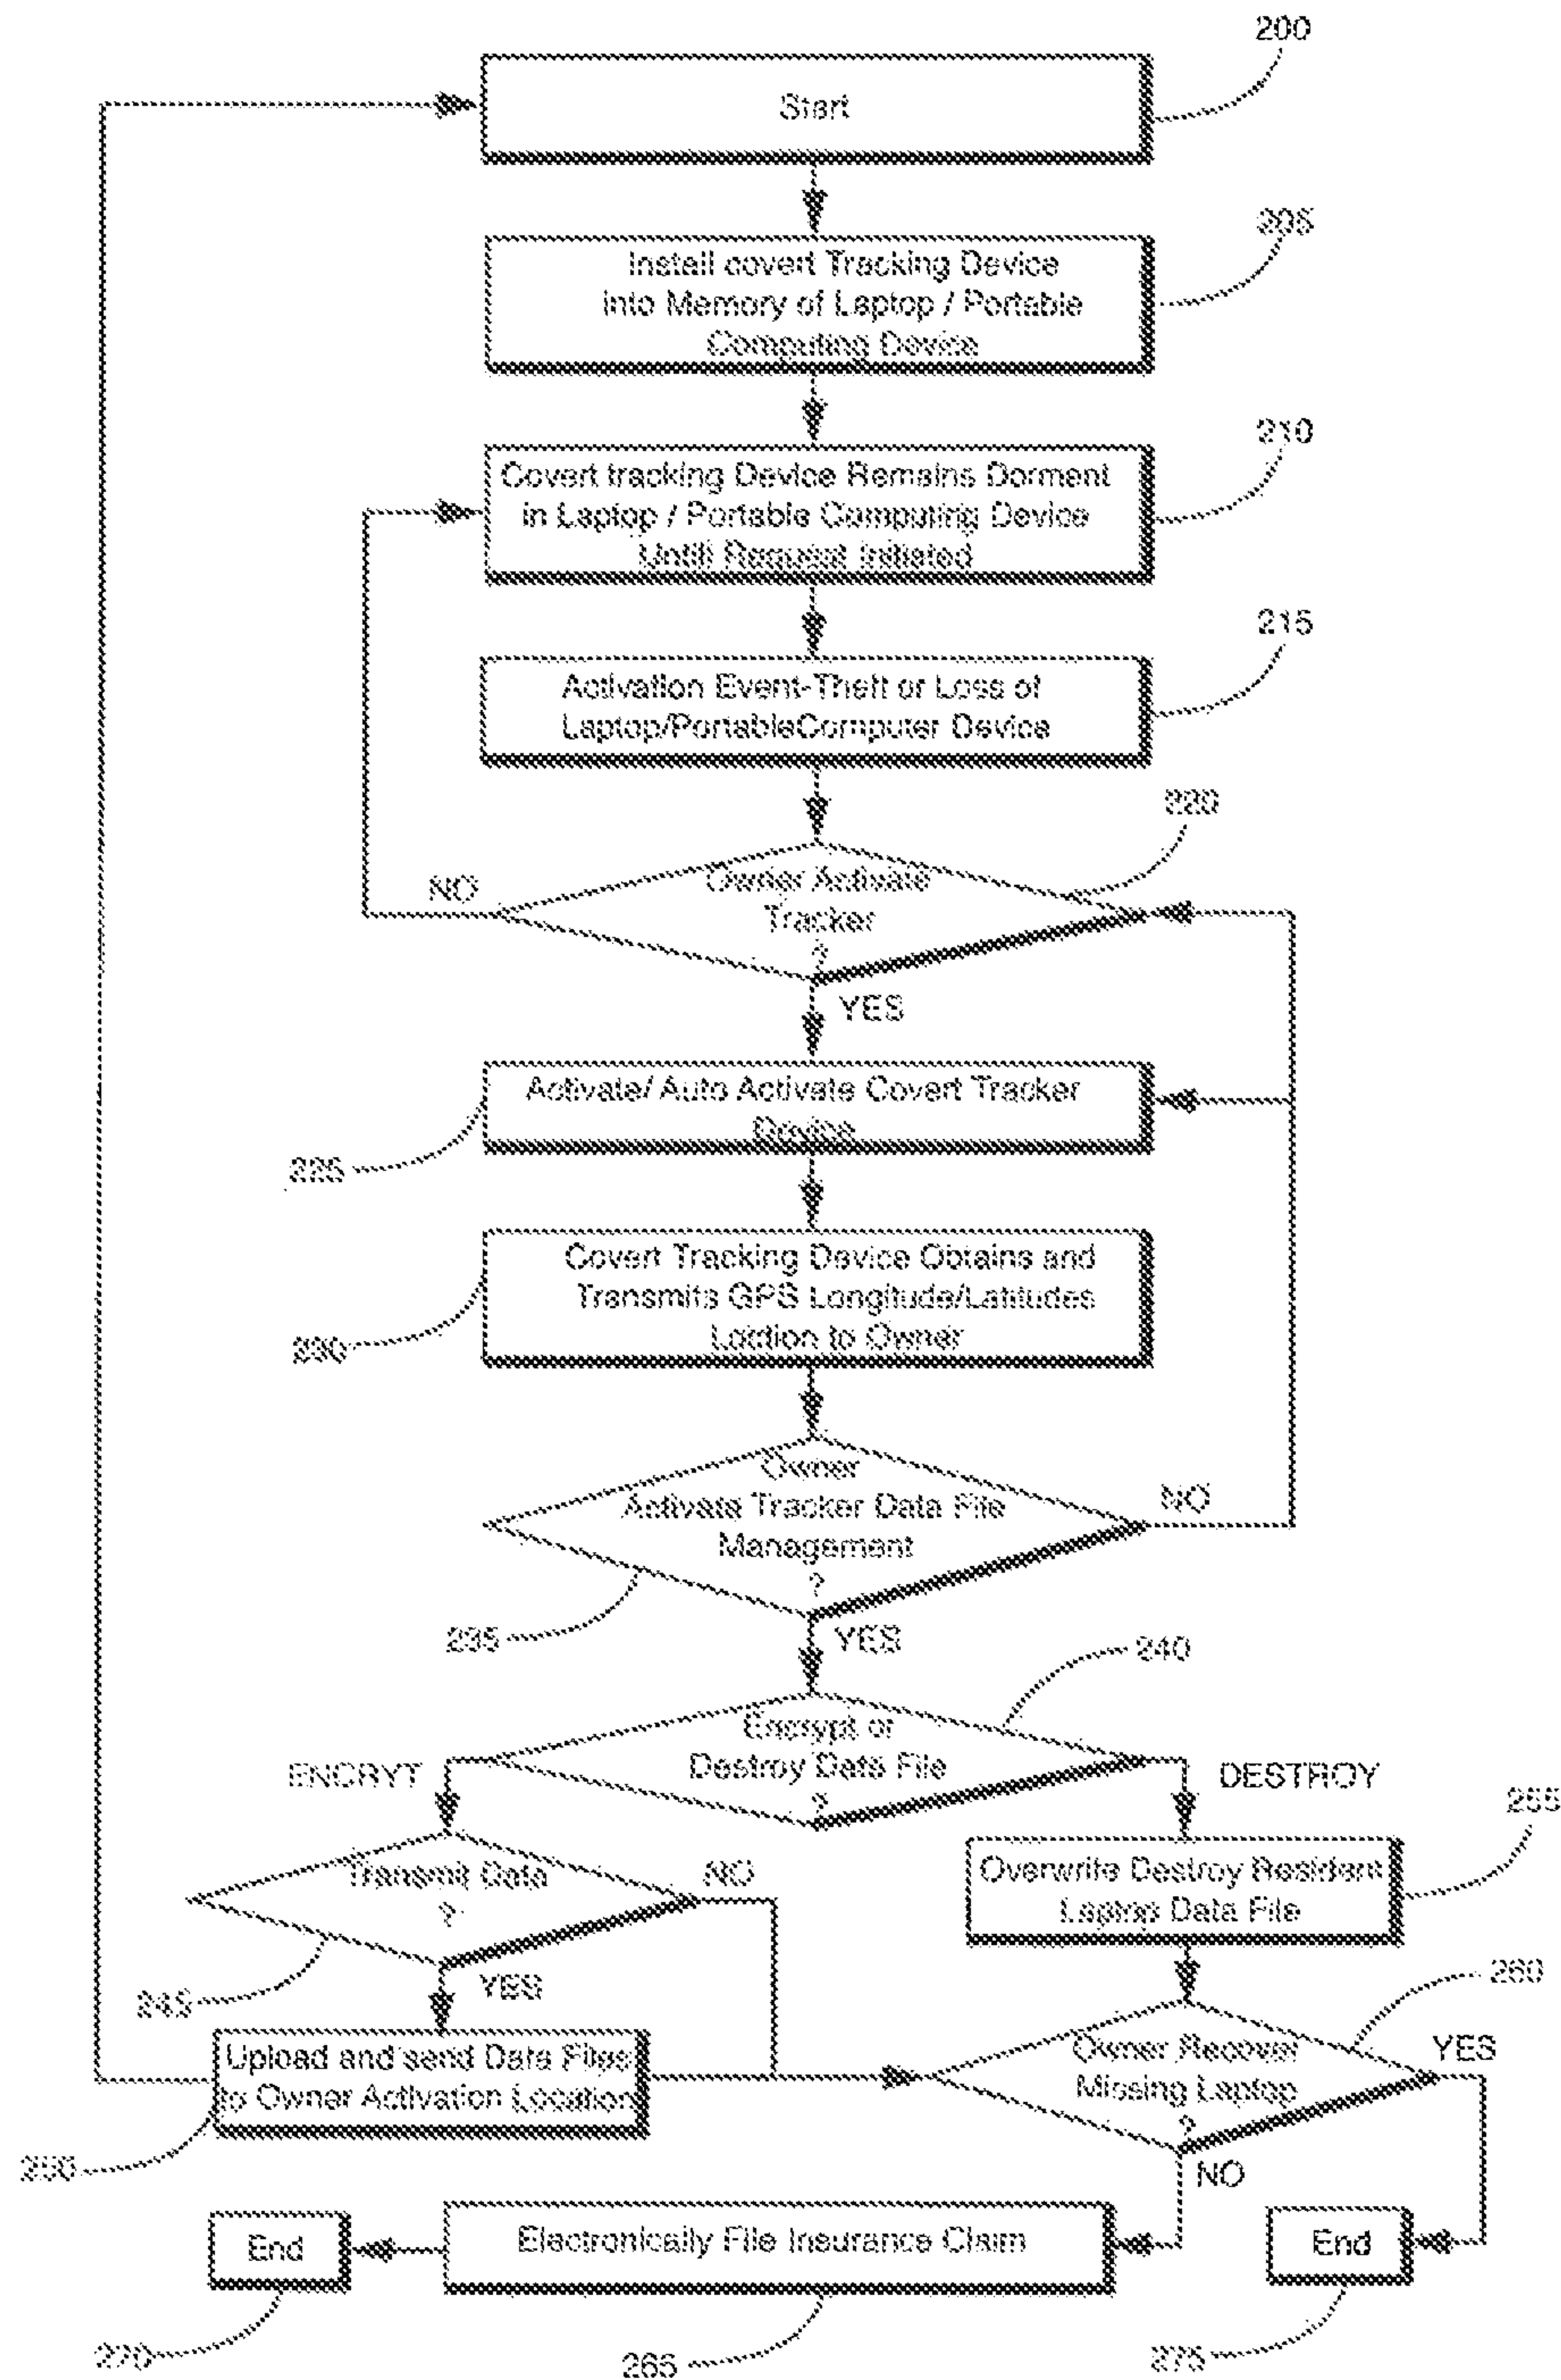 200
Start
205
Install covert Tracking Device
into Memory of Laptop / Portable
Computing Device
210
Covert tracking Device Remains Dorment
in Laptop / Portable Computing Device
Untill Request Initiated
215
Activation Event-Theft or Loss of
Laptop/PortableComputer Device
220
Owner Activate
Tracker
?
NO
YES
Activate/ Auto Activate Covert Tracker
Device
225
Covert Tracking Device Obtains and
Transmits GPS Longitude/Latitudes
Loction to Owner
230
Owner
Activate Tracker Data File
Management
?
NO
235
YES
240
Encrypt or
Destroy Data File
?
ENCRYT
DESTROY
255
Transmit Data
?
NO
Overwrite Destroy Resident
Laptop Data File
245
YES
260
Upload and send Data Files
to Owner Activation Location
Owner Recover
Missing Laptop
?
YES
250
NO
End
Electronically File Insurance Claim
End
270
265
275